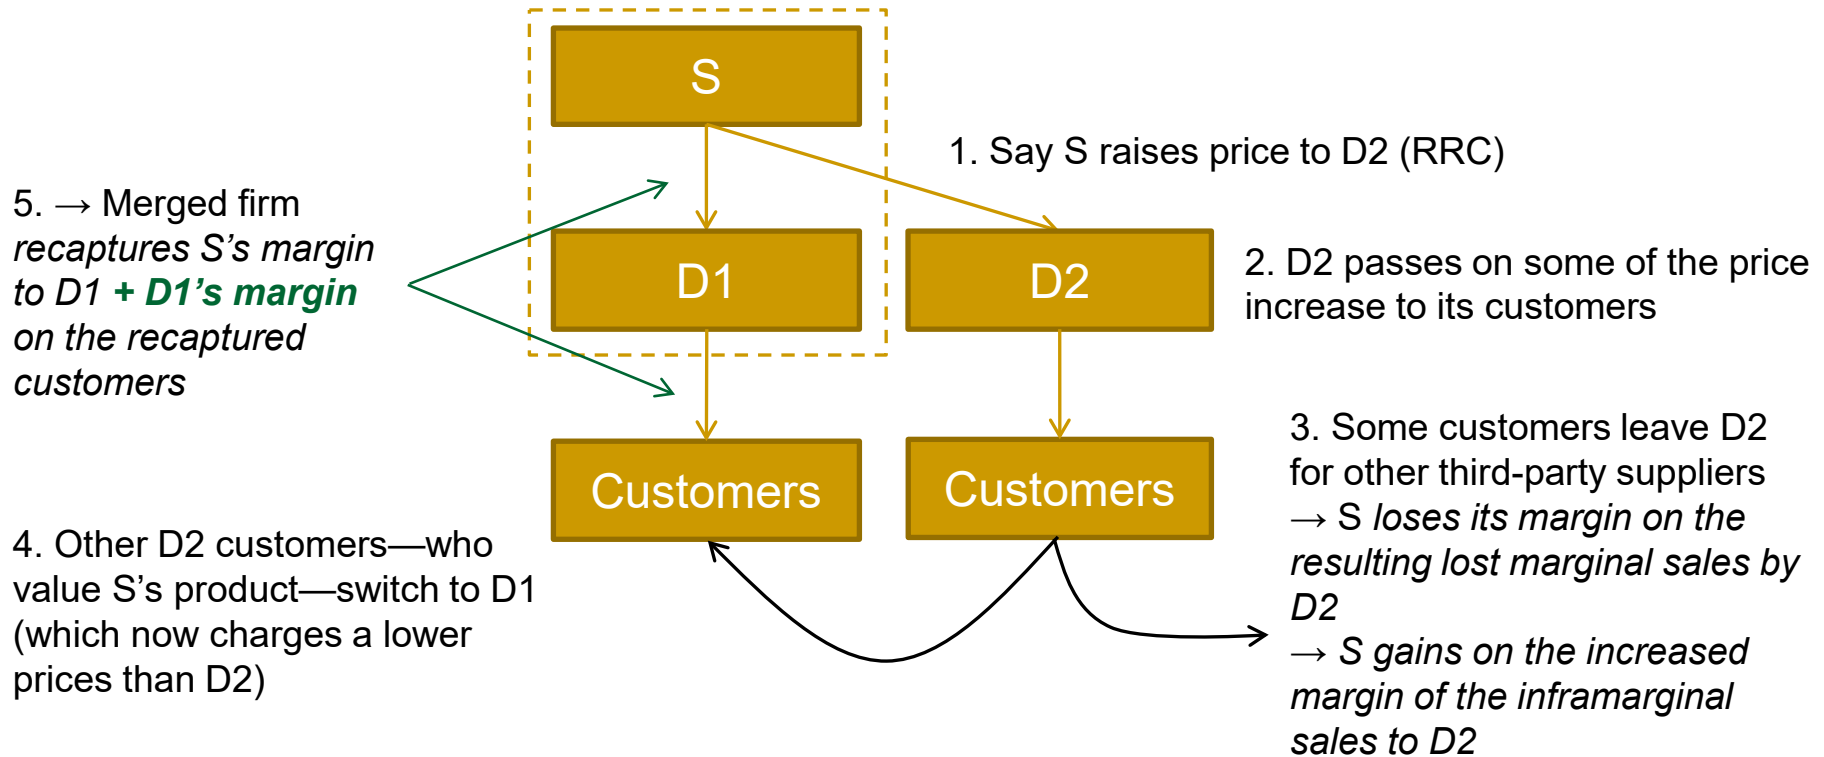 S
1. Say S raises price to D2 (RRC)
5. → Merged firm
recaptures S’s margin
to D1 + D1’s margin
on the recaptured
customers
D1
D2
2. D2 passes on some of the price
increase to its customers
Customers
Customers
3. Some customers leave D2
for other third-party suppliers
→ S loses its margin on the
resulting lost marginal sales by
D2
→ S gains on the increased
margin of the inframarginal
sales to D2
4. Other D2 customers—who
value S’s product—switch to D1
(which now charges a lower
prices than D2)